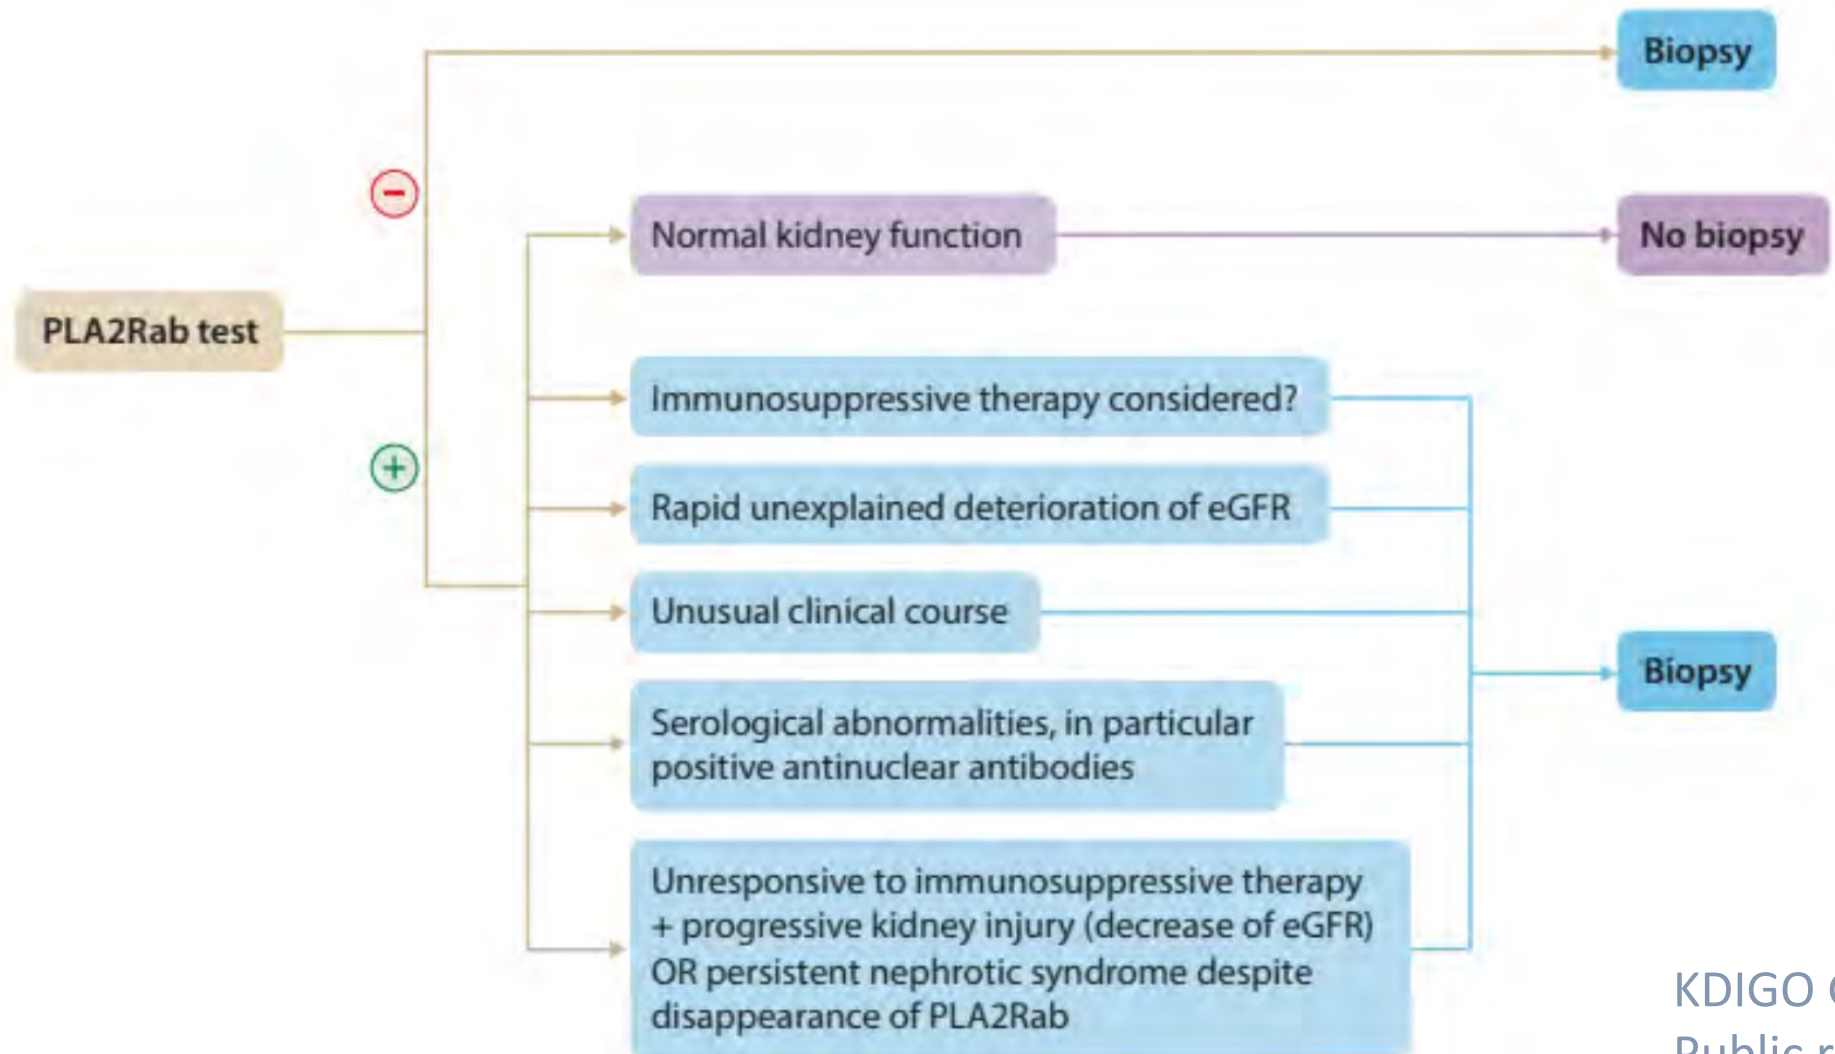 Biopsy
−
Normal kidney function
No biopsy
PLA2Rab test
Immunosuppressive therapy considered?
+
Rapid unexplained deterioration of eGFR
Unusual clinical course
Biopsy
Serological abnormalities, in particular
positive antinuclear antibodies
Unresponsive to immunosuppressive therapy
+ progressive kidney injury (decrease of eGFR)
OR persistent nephrotic syndrome despite
disappearance of PLA2Rab
KDIGO
Public